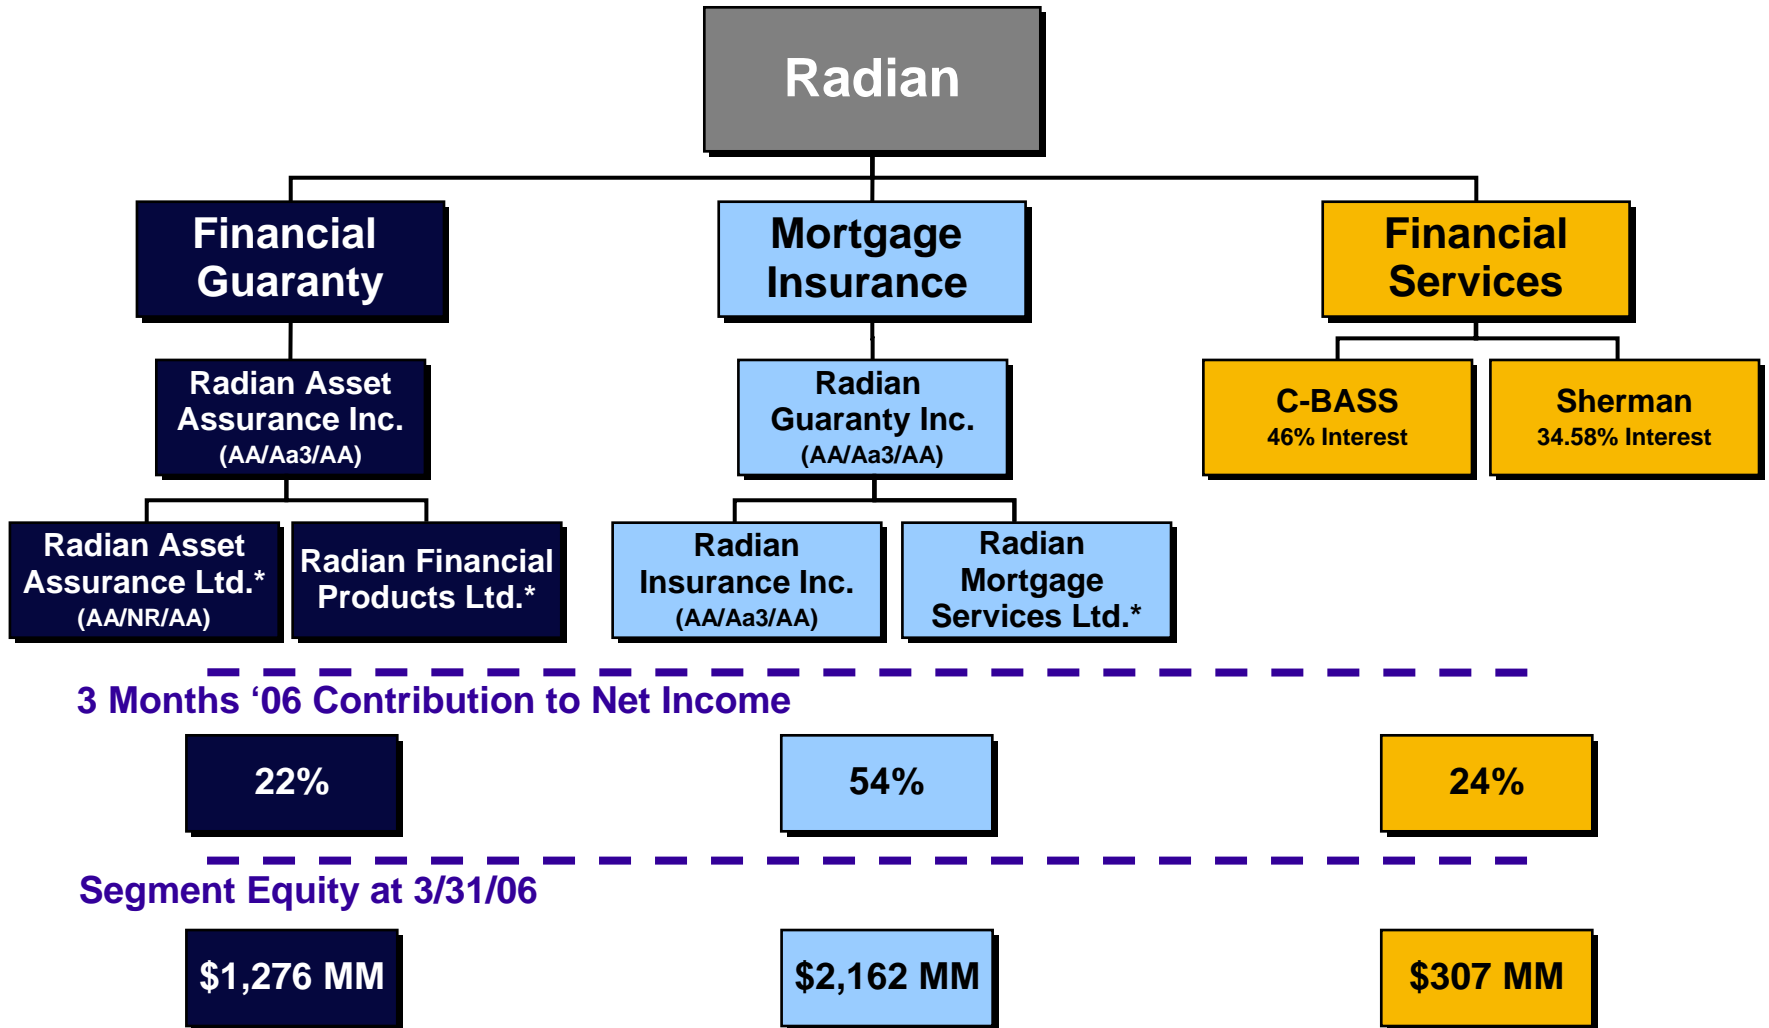 Radian
Financial
Guaranty
Mortgage
Insurance
Financial
Services
Radian Asset
Assurance Inc.
(AA/Aa3/AA)
Radian
Guaranty Inc.
(AA/Aa3/AA)
C-BASS
46% Interest
Sherman
34.58% Interest
Radian Asset
Assurance Ltd.*
(AA/NR/AA)
Radian Financial
Products Ltd.*
Radian
Insurance Inc.
(AA/Aa3/AA)
Radian
Mortgage
Services Ltd.*
3 Months ‘06 Contribution to Net Income
22%
54%
24%
Segment Equity at 3/31/06
$1,276 MM
$2,162 MM
$307 MM